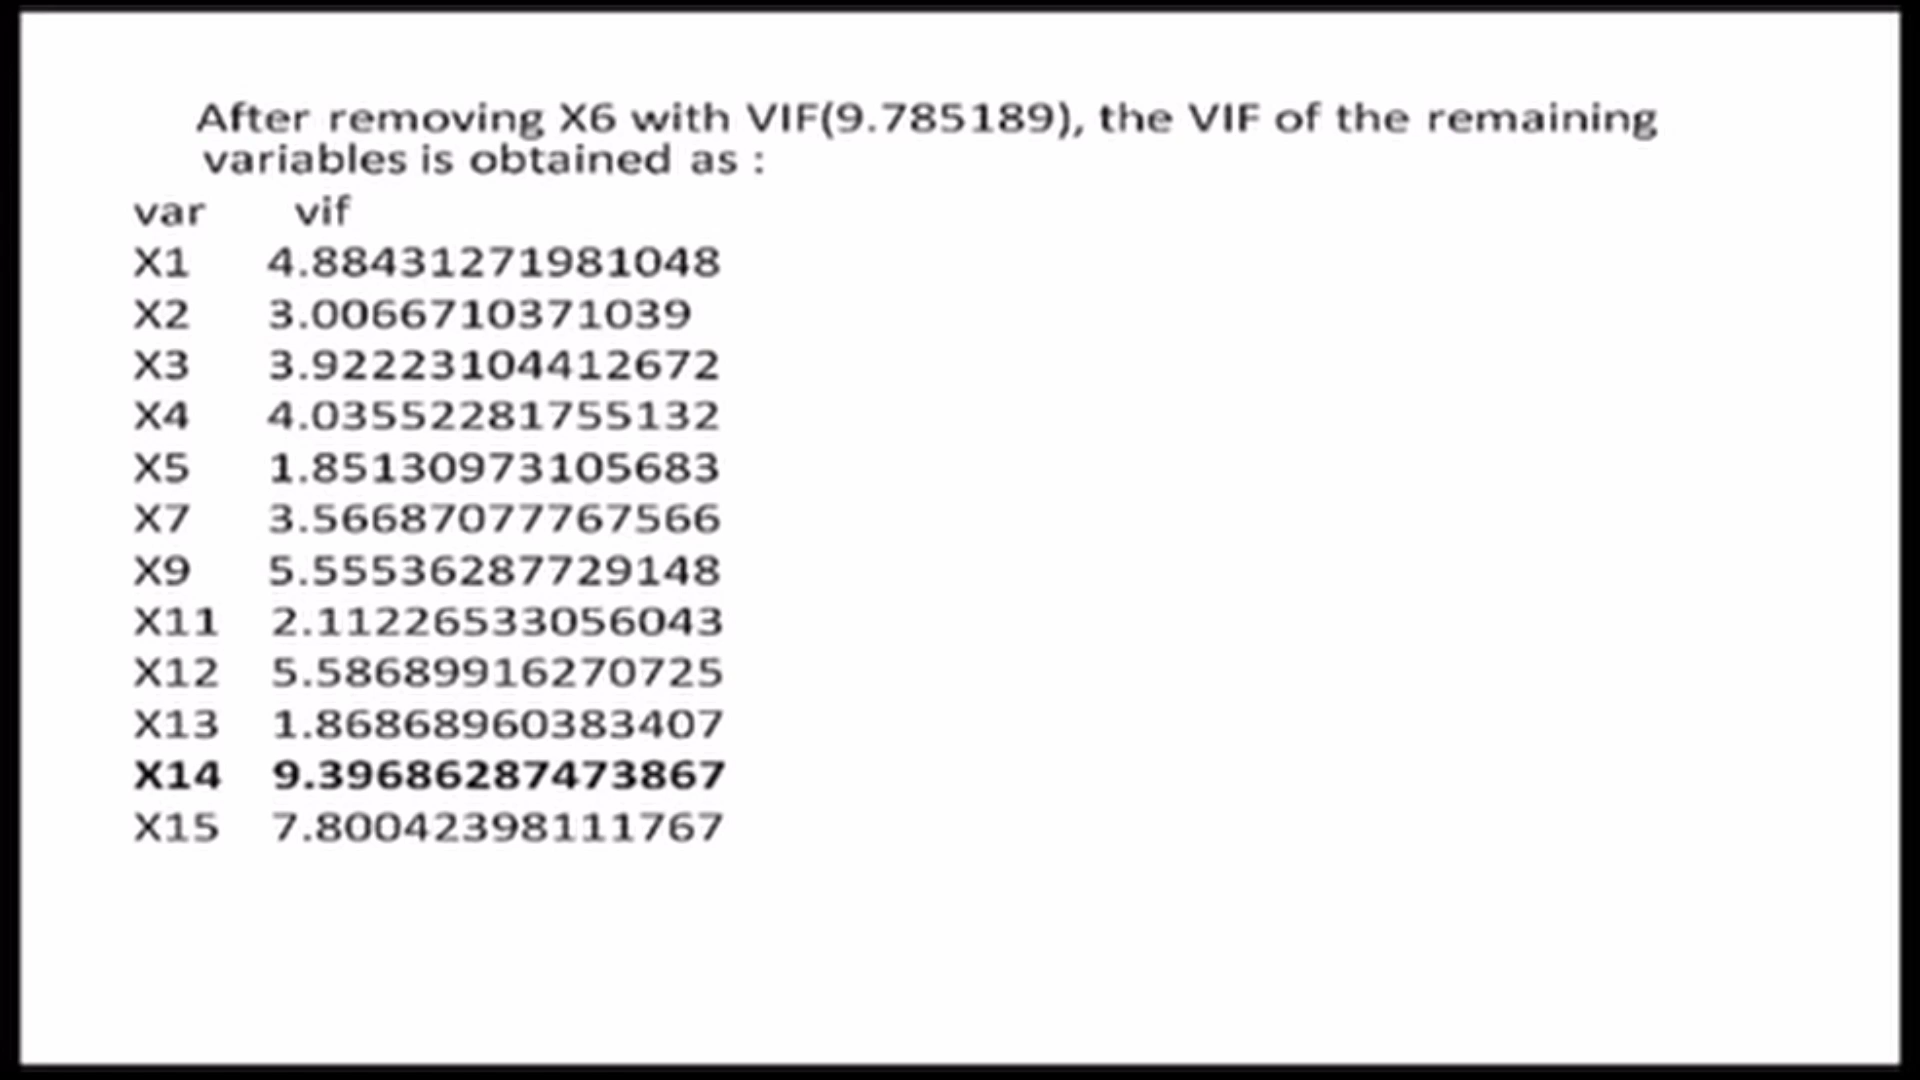 After removing X6 with VIF(9.785189), the VIF of the remaining
variables is obtained as :
var vif
X1 4.88431271981048
X2 3.0066710371039
X3 3.92223104412672
X4 4.03552281755132
X5 1.85130973105683
X7 3.56687077767566
X9 5.55536287729148
X11 2.11226533056043
X12 5.58689916270725
X13 1.86868960383407
X14 9.39686287473867
X15 7.80042398111767